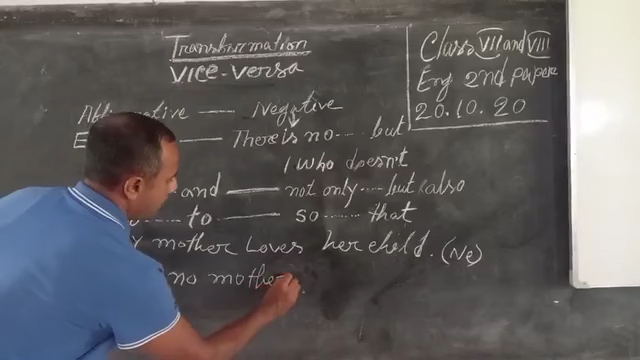 Transformation
Vice-versa
Class VII and VIII
Eng 2nd paper
20.10.20
Affirmative — Negative
E — There is no .... but
/ who doesn't
and — not only .... but also
.... to — so ....... that
y mother Loves her child. (Ne)
no mother